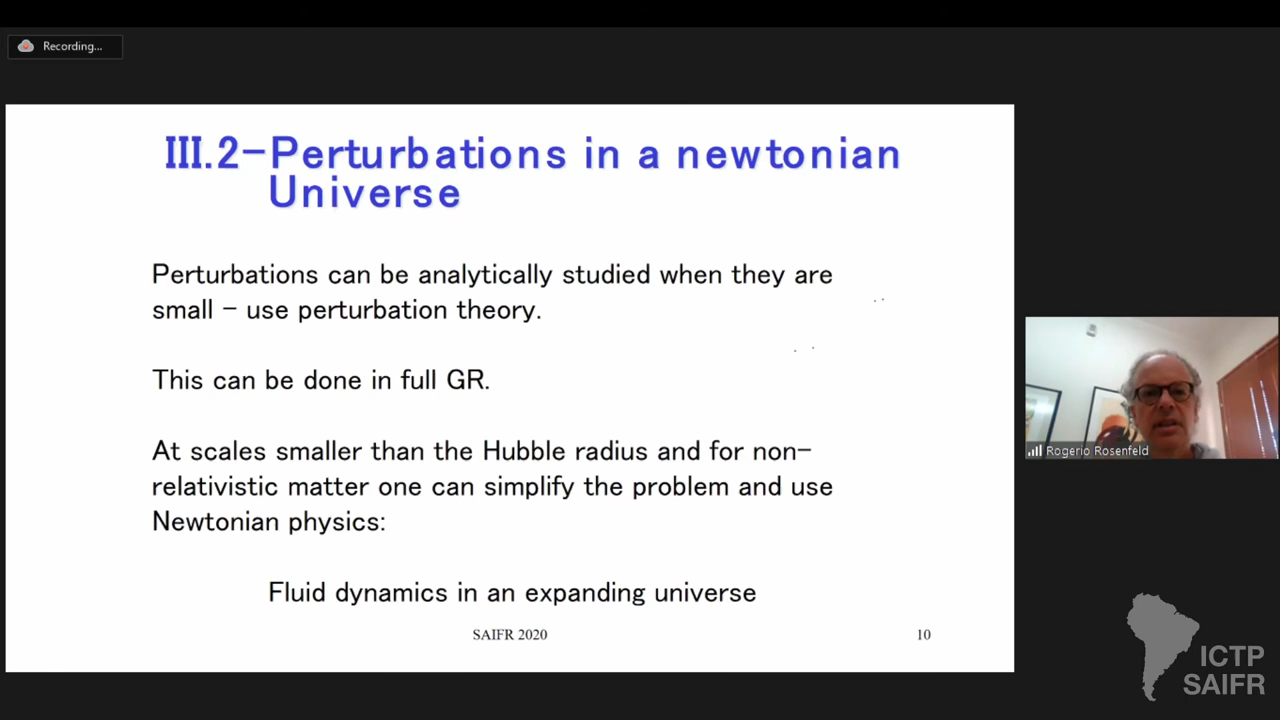 Recording...
III.2-Perturbations in a newtonian
Universe
Perturbations can be analytically studied when they are
small – use perturbation theory.
This can be done in full GR.
At scales smaller than the Hubble radius and for non-
relativistic matter one can simplify the problem and use
Newtonian physics:
Fluid dynamics in an expanding universe
SAIFR 2020
10
Rogerio Rosenfeld
ICTP
SAIFR